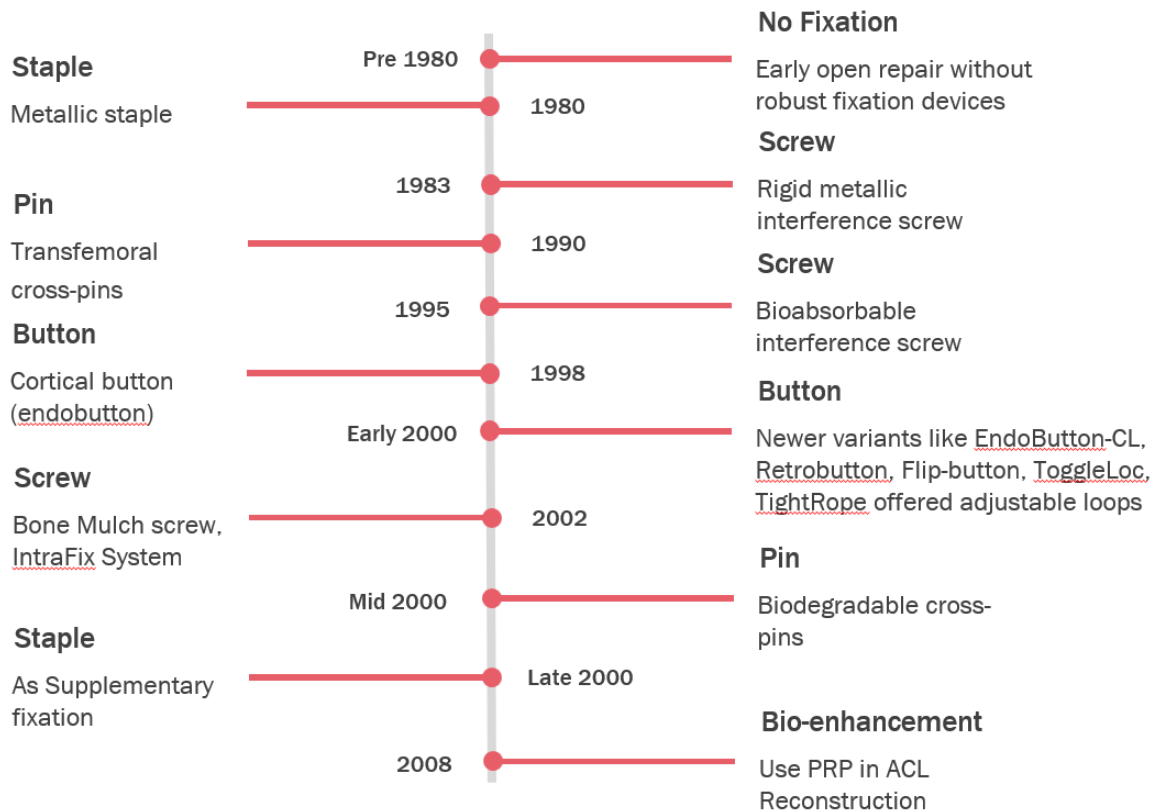 No Fixation
Pre 1980
Early open repair without
robust fixation devices
Staple
Metallic staple
1980
Screw
1983
Rigid metallic
interference screw
Pin
Transfemoral
cross-pins
1990
Screw
1995
Bioabsorbable
interference screw
Button
Cortical button
(endobutton)
1998
Button
Early 2000
Newer variants like EndoButton-CL,
Retrobutton, Flip-button, ToggleLoc,
TightRope offered adjustable loops
Screw
Bone Mulch screw,
IntraFix System
2002
Pin
Mid 2000
Biodegradable cross-
pins
Staple
As Supplementary
fixation
Late 2000
Bio-enhancement
2008
Use PRP in ACL
Reconstruction